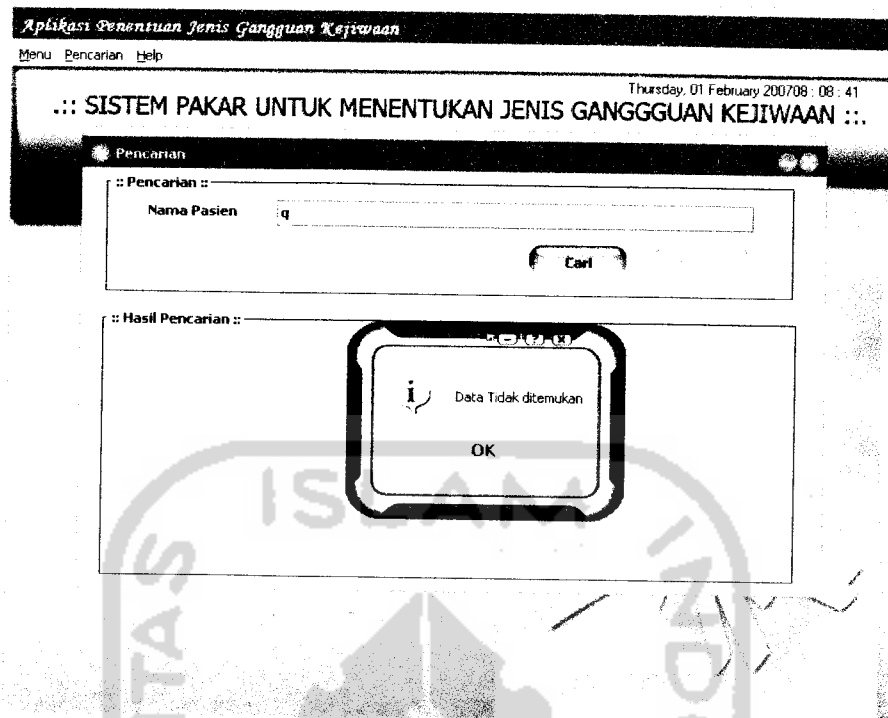 Aplikasi Penentuan Jenis Gangguan Kejiwaan
Menu Pencarian Help
Thursday, 01 February 200708 : 08 : 41
.:: SISTEM PAKAR UNTUK MENENTUKAN JENIS GANGGGUAN KEJIWAAN ::.
Pencarian
:: Pencarian ::
Nama Pasien q
Cari
:: Hasil Pencarian ::
i Data Tidak ditemukan
OK
ISLAM